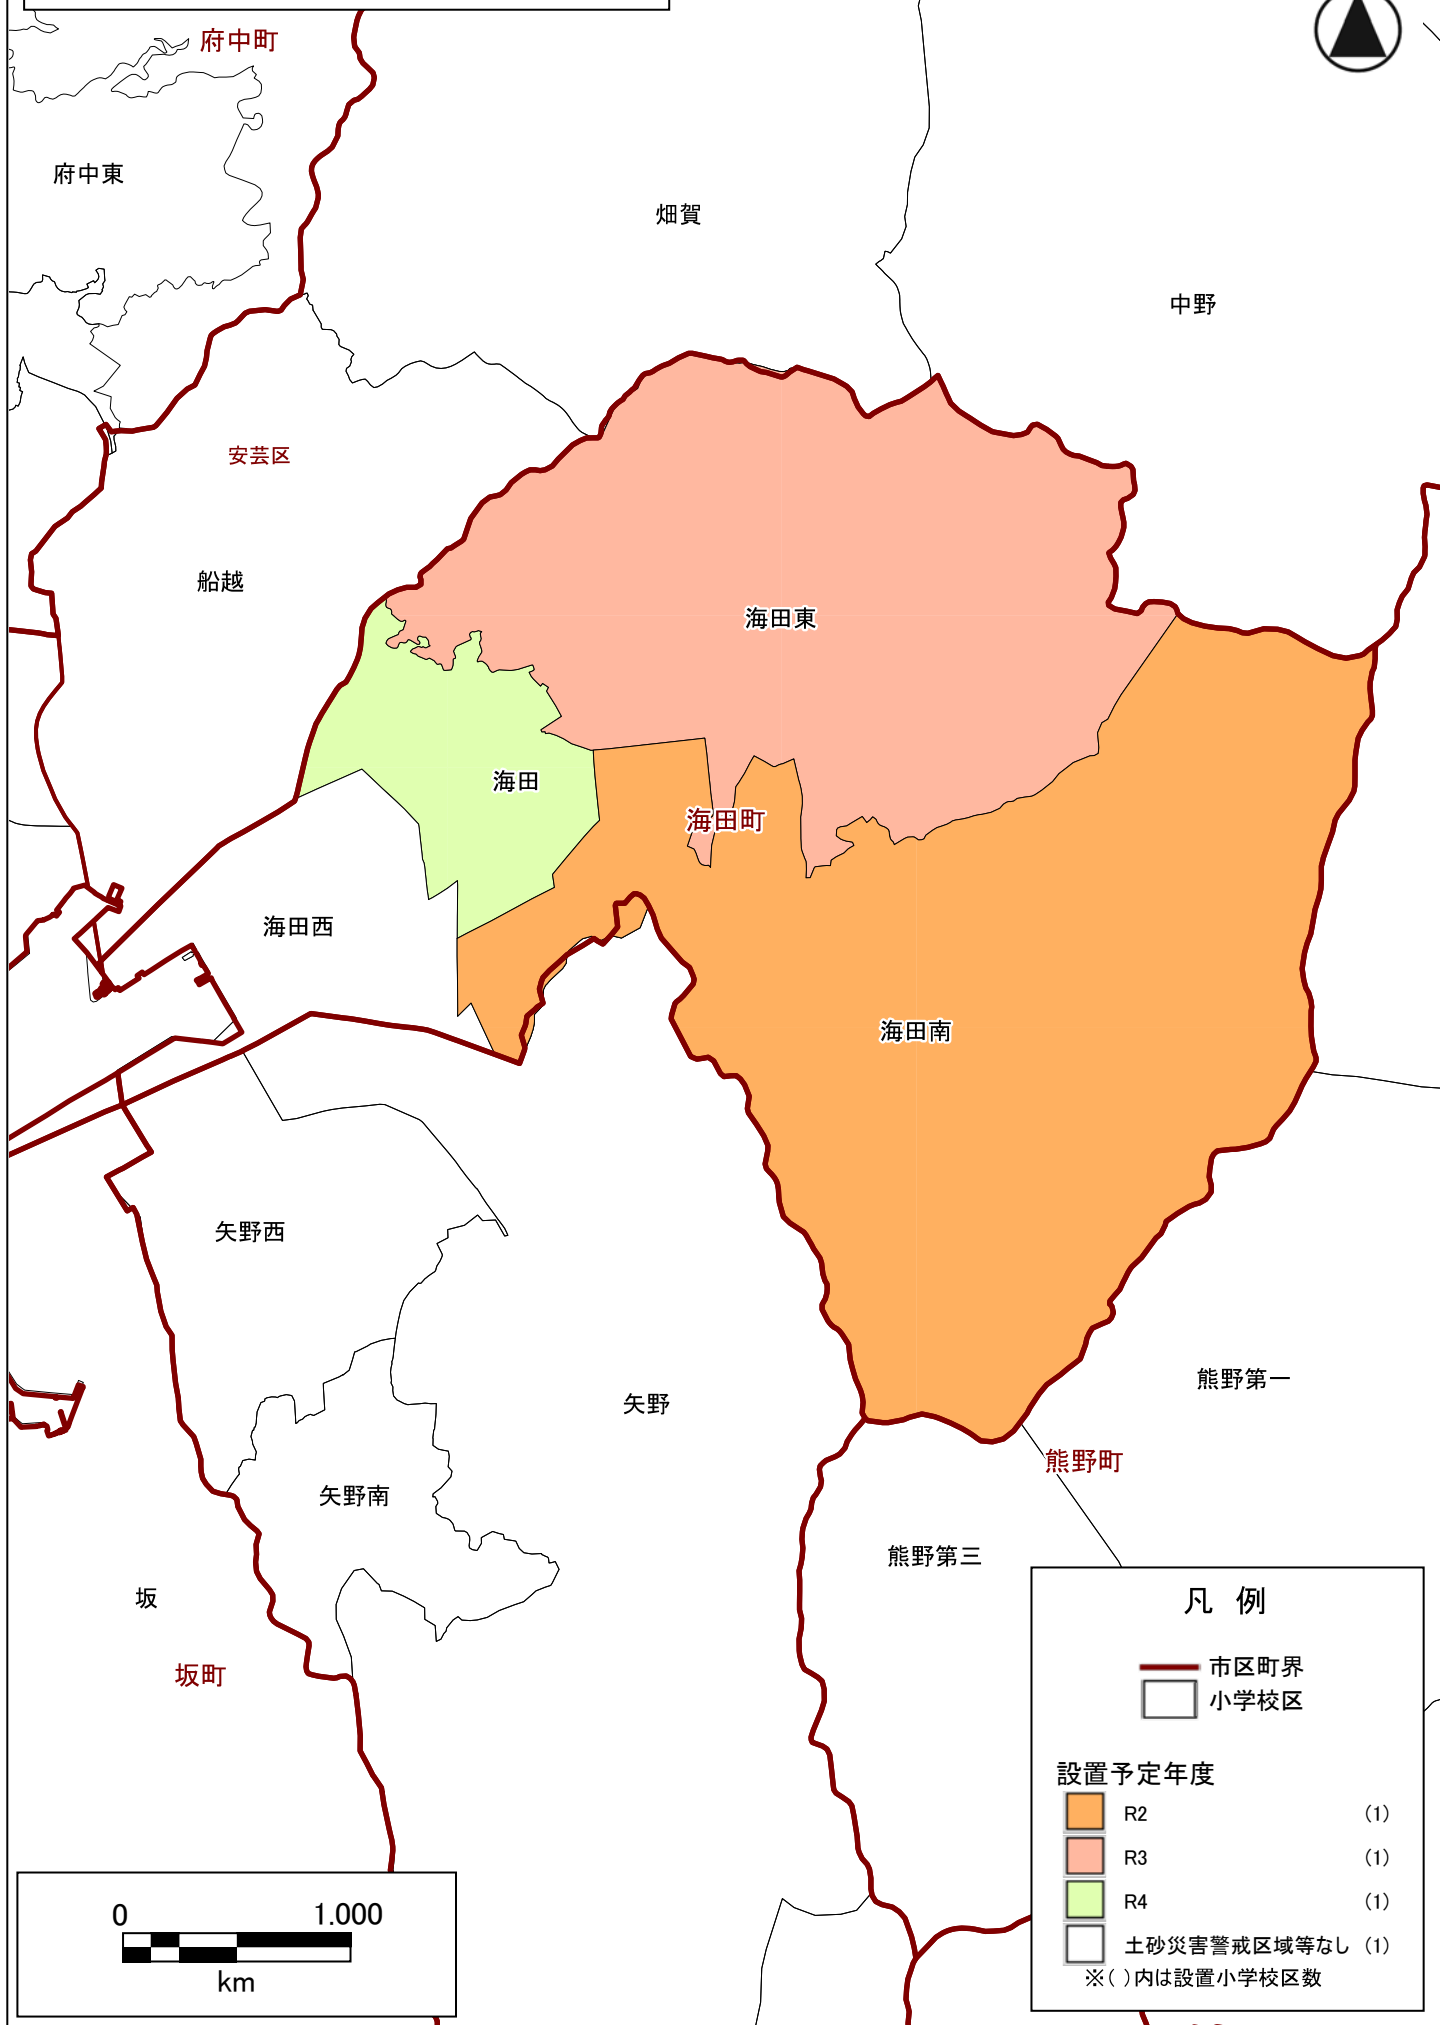 府中町
府中東
畑賀
中野
安芸区
船越
海田東
海田
海田町
海田西
海田南
矢野西
熊野第一
矢野
熊野町
矢野南
熊野第三
坂
坂町
凡 例
市区町界
小学校区
設置予定年度
R2 (1)
R3 (1)
R4 (1)
土砂災害警戒区域等なし (1)
※( )内は設置小学校区数
0 1.000
km